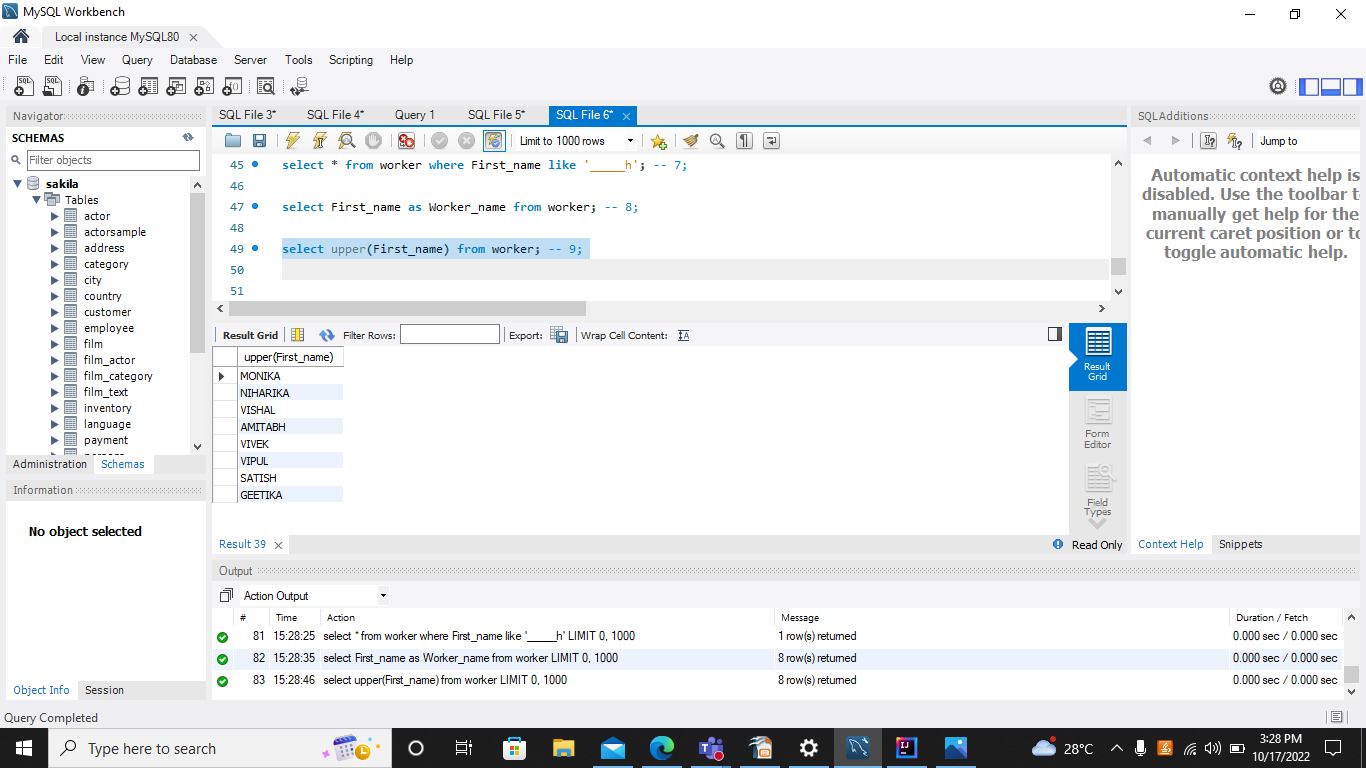 MySQL Workbench
Local instance MySQL80
File Edit View Query Database Server Tools Scripting Help
Navigator
SCHEMAS
Filter objects
sakila
Tables
actor
actorsample
address
category
city
country
customer
employee
film
film_actor
film_category
film_text
inventory
language
payment
Administration Schemas
Information
No object selected
Object Info Session
SQL File 3* SQL File 4* Query 1 SQL File 5* SQL File 6*
Limit to 1000 rows
45 select * from worker where First_name like '_____h'; -- 7;
46
47 select First_name as Worker_name from worker; -- 8;
48
49 select upper(First_name) from worker; -- 9;
50
51
Result Grid Filter Rows: Export: Wrap Cell Content:
upper(First_name)
MONIKA
NIHARIKA
VISHAL
AMITABH
VIVEK
VIPUL
SATISH
GEETIKA
Result Grid
Form Editor
Field Types
Result 39
Read Only
SQLAdditions
Jump to
Automatic context help is
disabled. Use the toolbar t
manually get help for the
current caret position or to
toggle automatic help.
Context Help Snippets
Output
Action Output
# Time Action Message Duration / Fetch
81 15:28:25 select * from worker where First_name like '_____h' LIMIT 0, 1000 1 row(s) returned 0.000 sec / 0.000 sec
82 15:28:35 select First_name as Worker_name from worker LIMIT 0, 1000 8 row(s) returned 0.000 sec / 0.000 sec
83 15:28:46 select upper(First_name) from worker LIMIT 0, 1000 8 row(s) returned 0.000 sec / 0.000 sec
Query Completed
Type here to search
28°C
3:28 PM
10/17/2022